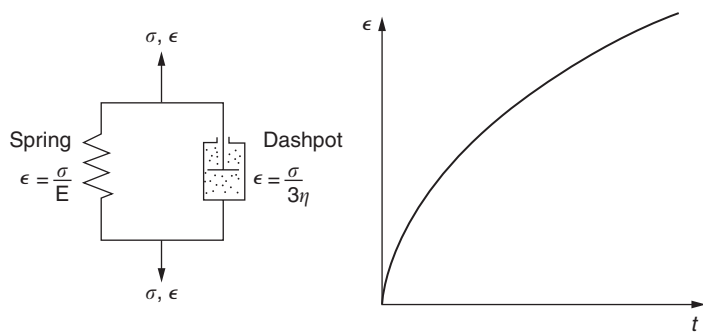 σ, ϵ
Spring
ϵ = σ/E
Dashpot
ϵ = σ/3η
σ, ϵ
ϵ
t